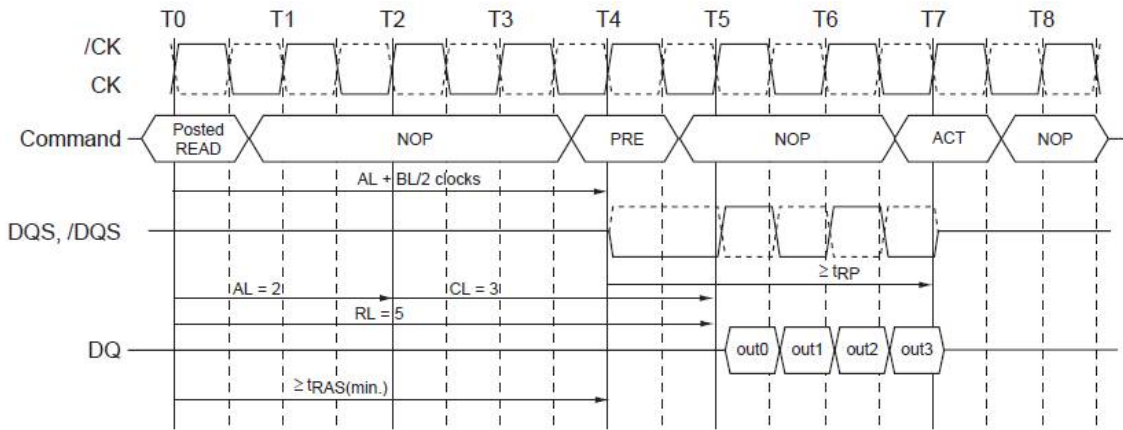 T0 T1 T2 T3 T4 T5 T6 T7 T8
/CK
CK
Command Posted READ NOP PRE NOP ACT NOP
AL + BL/2 clocks
DQS, /DQS
≥ tRP
AL = 2 CL = 3
RL = 5
DQ out0 out1 out2 out3
≥ tRAS(min.)